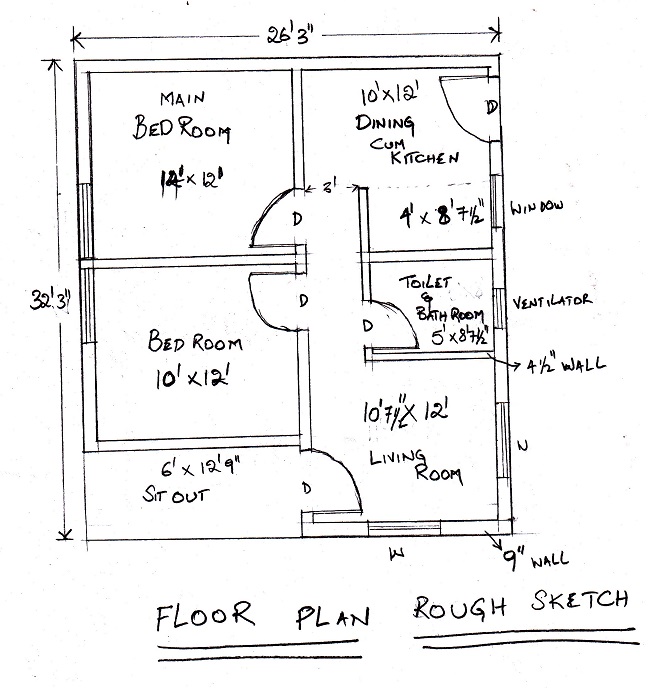 26'3"
MAIN
BED ROOM
12' x 12'
10'x12'
DINING
CUM
KITCHEN
D
3'
4' x 8'7½"
WINDOW
D
32'3"
D
TOILET
&
BATH ROOM
5'x8'7½"
VENTILATOR
D
BED ROOM
10'x12'
4½" WALL
10'7½" x 12'
LIVING
ROOM
W
6' x 12'9"
SIT OUT
D
W
9" WALL
FLOOR PLAN ROUGH SKETCH